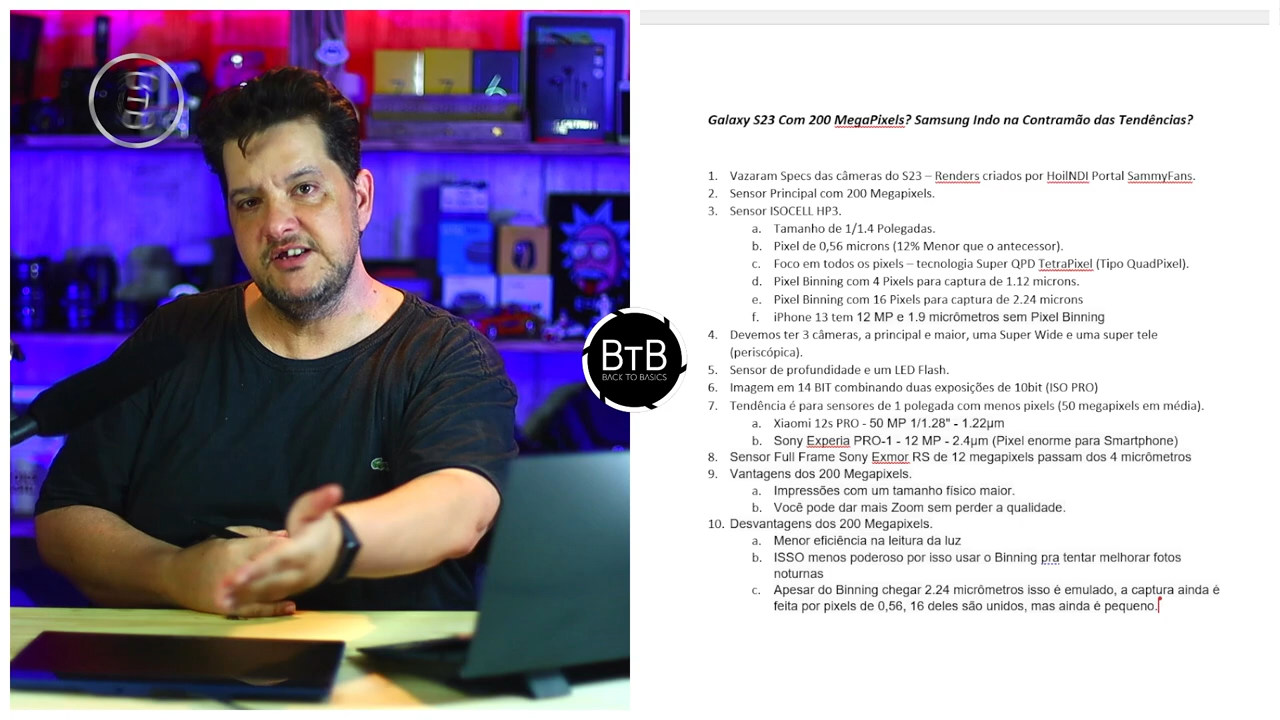 BTB
7
7
6
BTB
BACK TO BASICS
Galaxy S23 Com 200 MegaPixels? Samsung Indo na Contramão das Tendências?
1. Vazaram Specs das câmeras do S23 – Renders criados por HoilNDI Portal SammyFans.
2. Sensor Principal com 200 Megapixels.
3. Sensor ISOCELL HP3.
a. Tamanho de 1/1.4 Polegadas.
b. Pixel de 0,56 microns (12% Menor que o antecessor).
c. Foco em todos os pixels – tecnologia Super QPD TetraPixel (Tipo QuadPixel).
d. Pixel Binning com 4 Pixels para captura de 1.12 microns.
e. Pixel Binning com 16 Pixels para captura de 2.24 microns
f. iPhone 13 tem 12 MP e 1.9 micrômetros sem Pixel Binning
4. Devemos ter 3 câmeras, a principal e maior, uma Super Wide e uma super tele
(periscópica).
5. Sensor de profundidade e um LED Flash.
6. Imagem em 14 BIT combinando duas exposições de 10bit (ISO PRO)
7. Tendência é para sensores de 1 polegada com menos pixels (50 megapixels em média).
a. Xiaomi 12s PRO - 50 MP 1/1.28" - 1.22µm
b. Sony Experia PRO-1 - 12 MP - 2.4µm (Pixel enorme para Smartphone)
8. Sensor Full Frame Sony Exmor RS de 12 megapixels passam dos 4 micrômetros
9. Vantagens dos 200 Megapixels.
a. Impressões com um tamanho físico maior.
b. Você pode dar mais Zoom sem perder a qualidade.
10. Desvantagens dos 200 Megapixels.
a. Menor eficiência na leitura da luz
b. ISSO menos poderoso por isso usar o Binning pra tentar melhorar fotos
noturnas
c. Apesar do Binning chegar 2.24 micrômetros isso é emulado, a captura ainda é
feita por pixels de 0,56, 16 deles são unidos, mas ainda é pequeno.